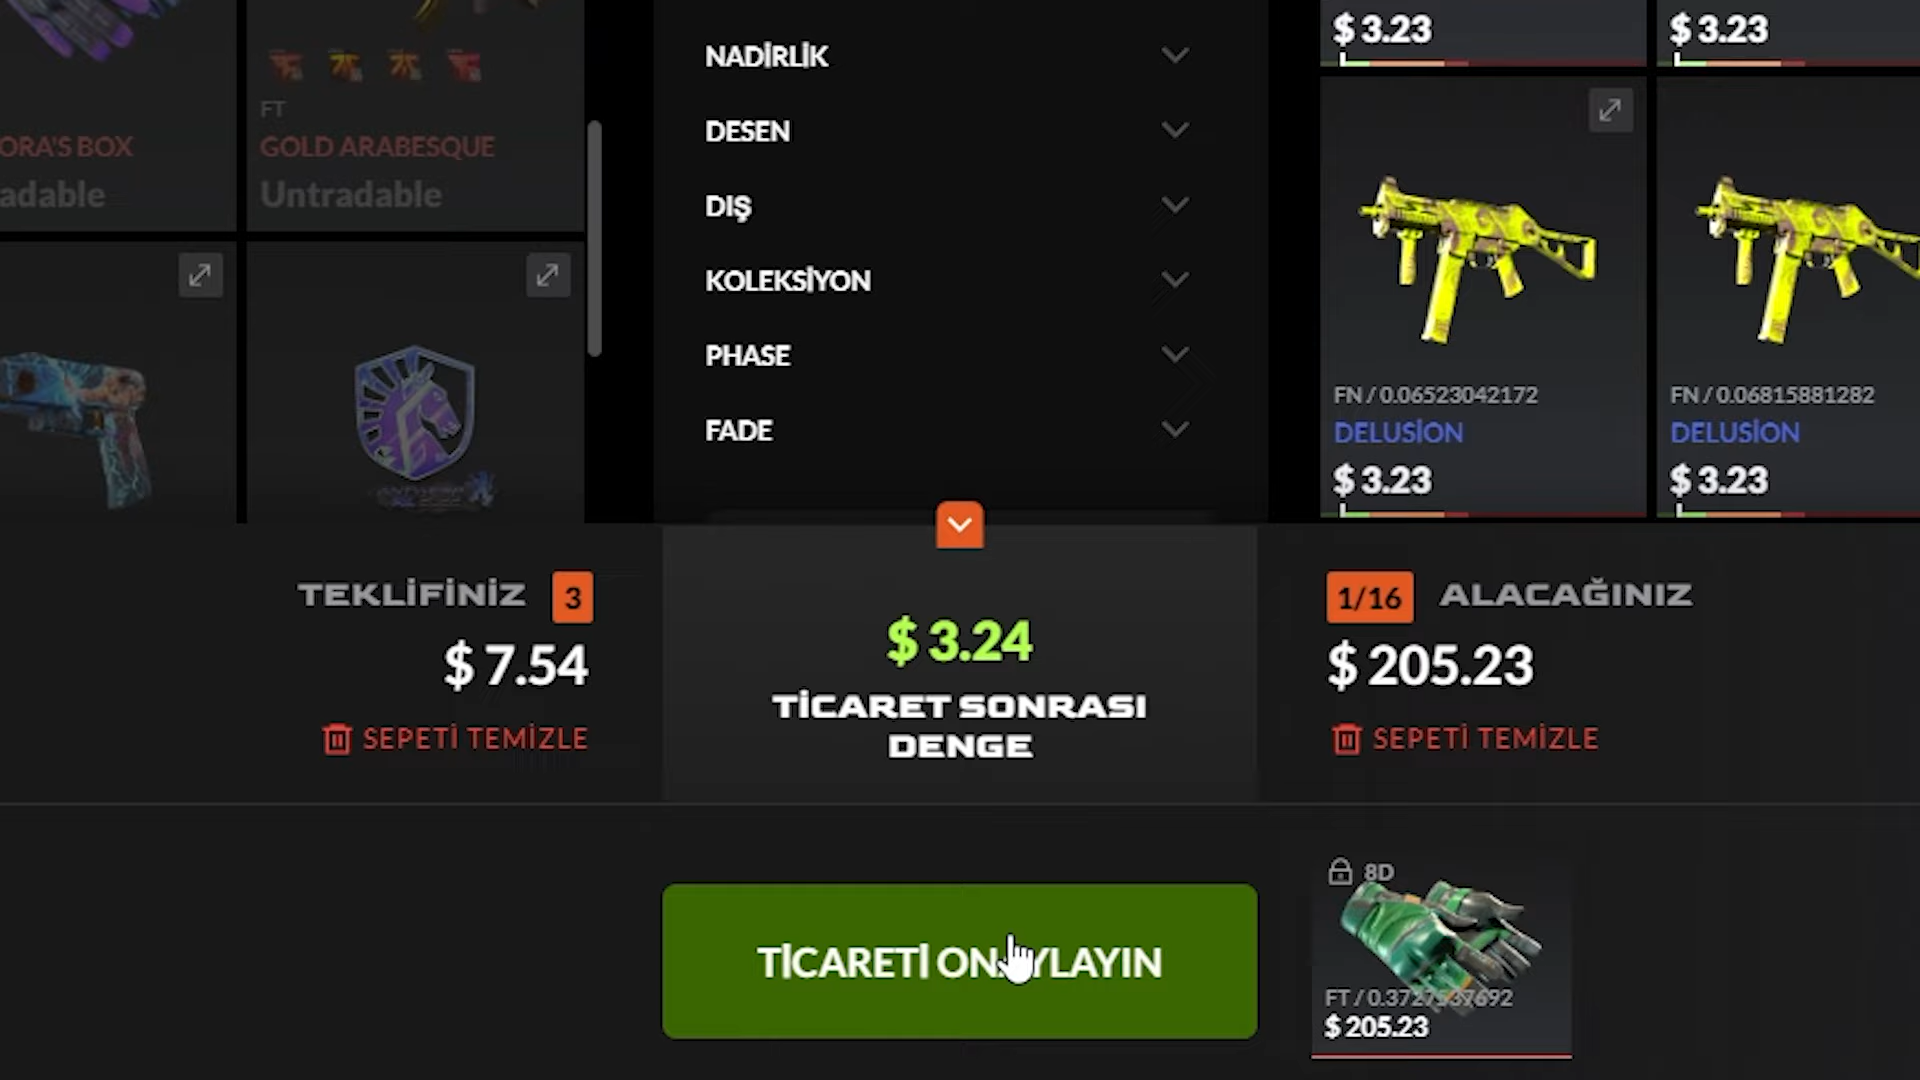 ORA'S BOX
adable
FT
GOLD ARABESQUE
Untradable
NADİRLİK
DESEN
DIŞ
KOLEKSİYON
PHASE
FADE
$ 3.23
$ 3.23
FN / 0.06523042172
DELUSİON
$ 3.23
FN / 0.06815881282
DELUSİON
$ 3.23
TEKLİFİNİZ 3
$ 7.54
SEPETİ TEMİZLE
$ 3.24
TİCARET SONRASI
DENGE
1/16 ALACAĞINIZ
$ 205.23
SEPETİ TEMİZLE
TİCARETİ ONAYLAYIN
8D
$ 205.23